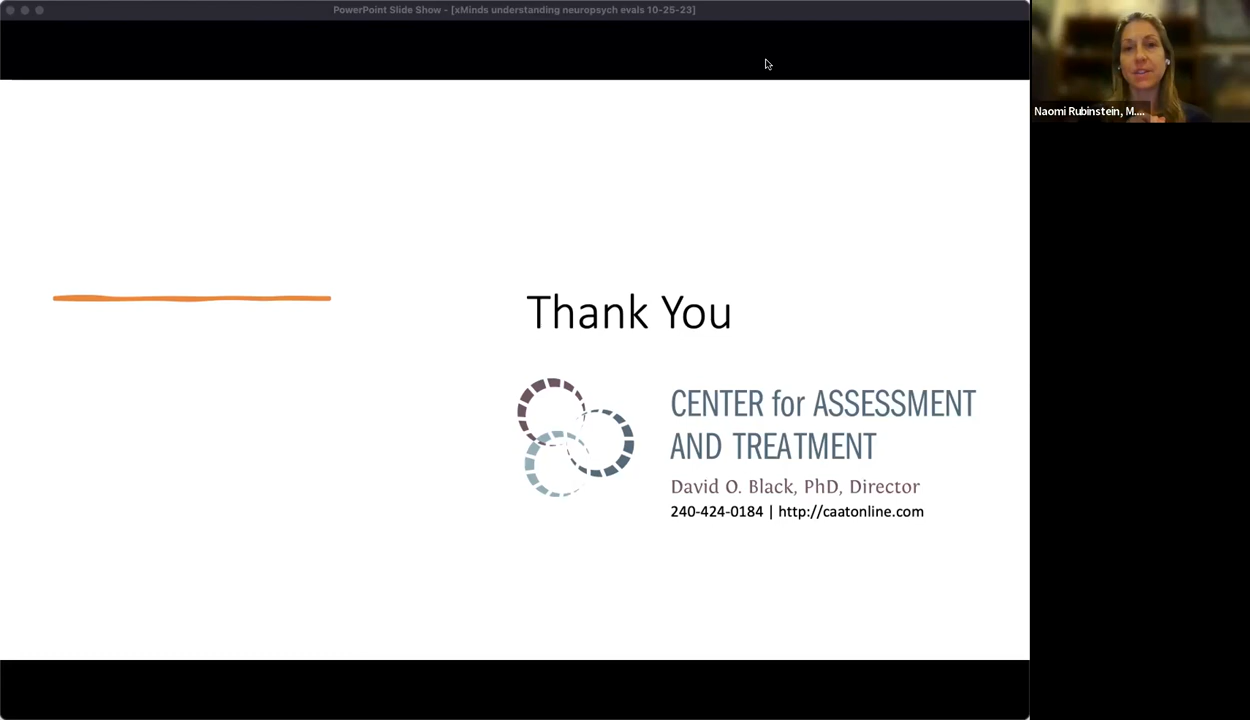 PowerPoint Slide Show - [xMinds understanding neuropsych evals 10-25-23]
Naomi Rubinstein, M....
Thank You
CENTER for ASSESSMENT
AND TREATMENT
David O. Black, PhD, Director
240-424-0184 | http://caatonline.com